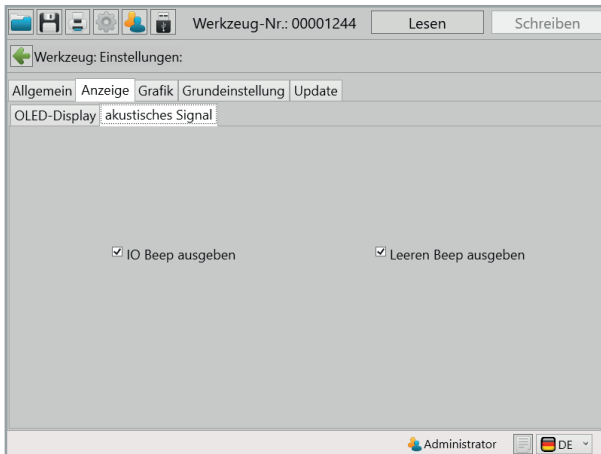 Werkzeug-Nr.: 00001244 Lesen Schreiben
Werkzeug: Einstellungen:
Allgemein Anzeige Grafik Grundeinstellung Update
OLED-Display akustisches Signal
IO Beep ausgeben Leeren Beep ausgeben
Administrator DE